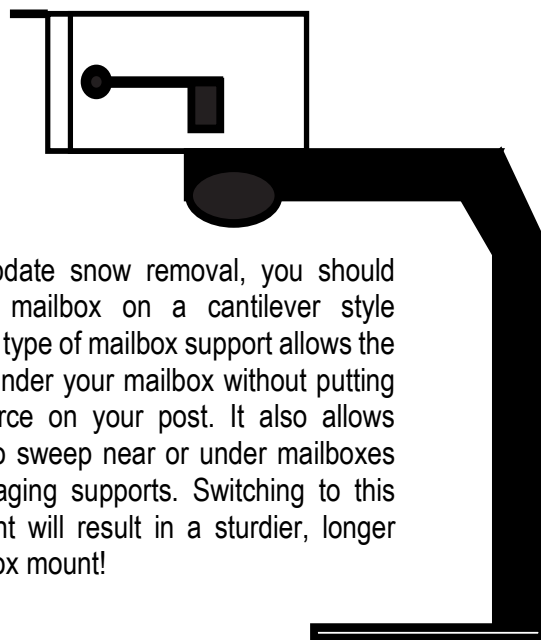 odate snow removal, you should
mailbox on a cantilever style
type of mailbox support allows the
nder your mailbox without putting
rce on your post. It also allows
o sweep near or under mailboxes
aging supports. Switching to this
nt will result in a sturdier, longer
ox mount!